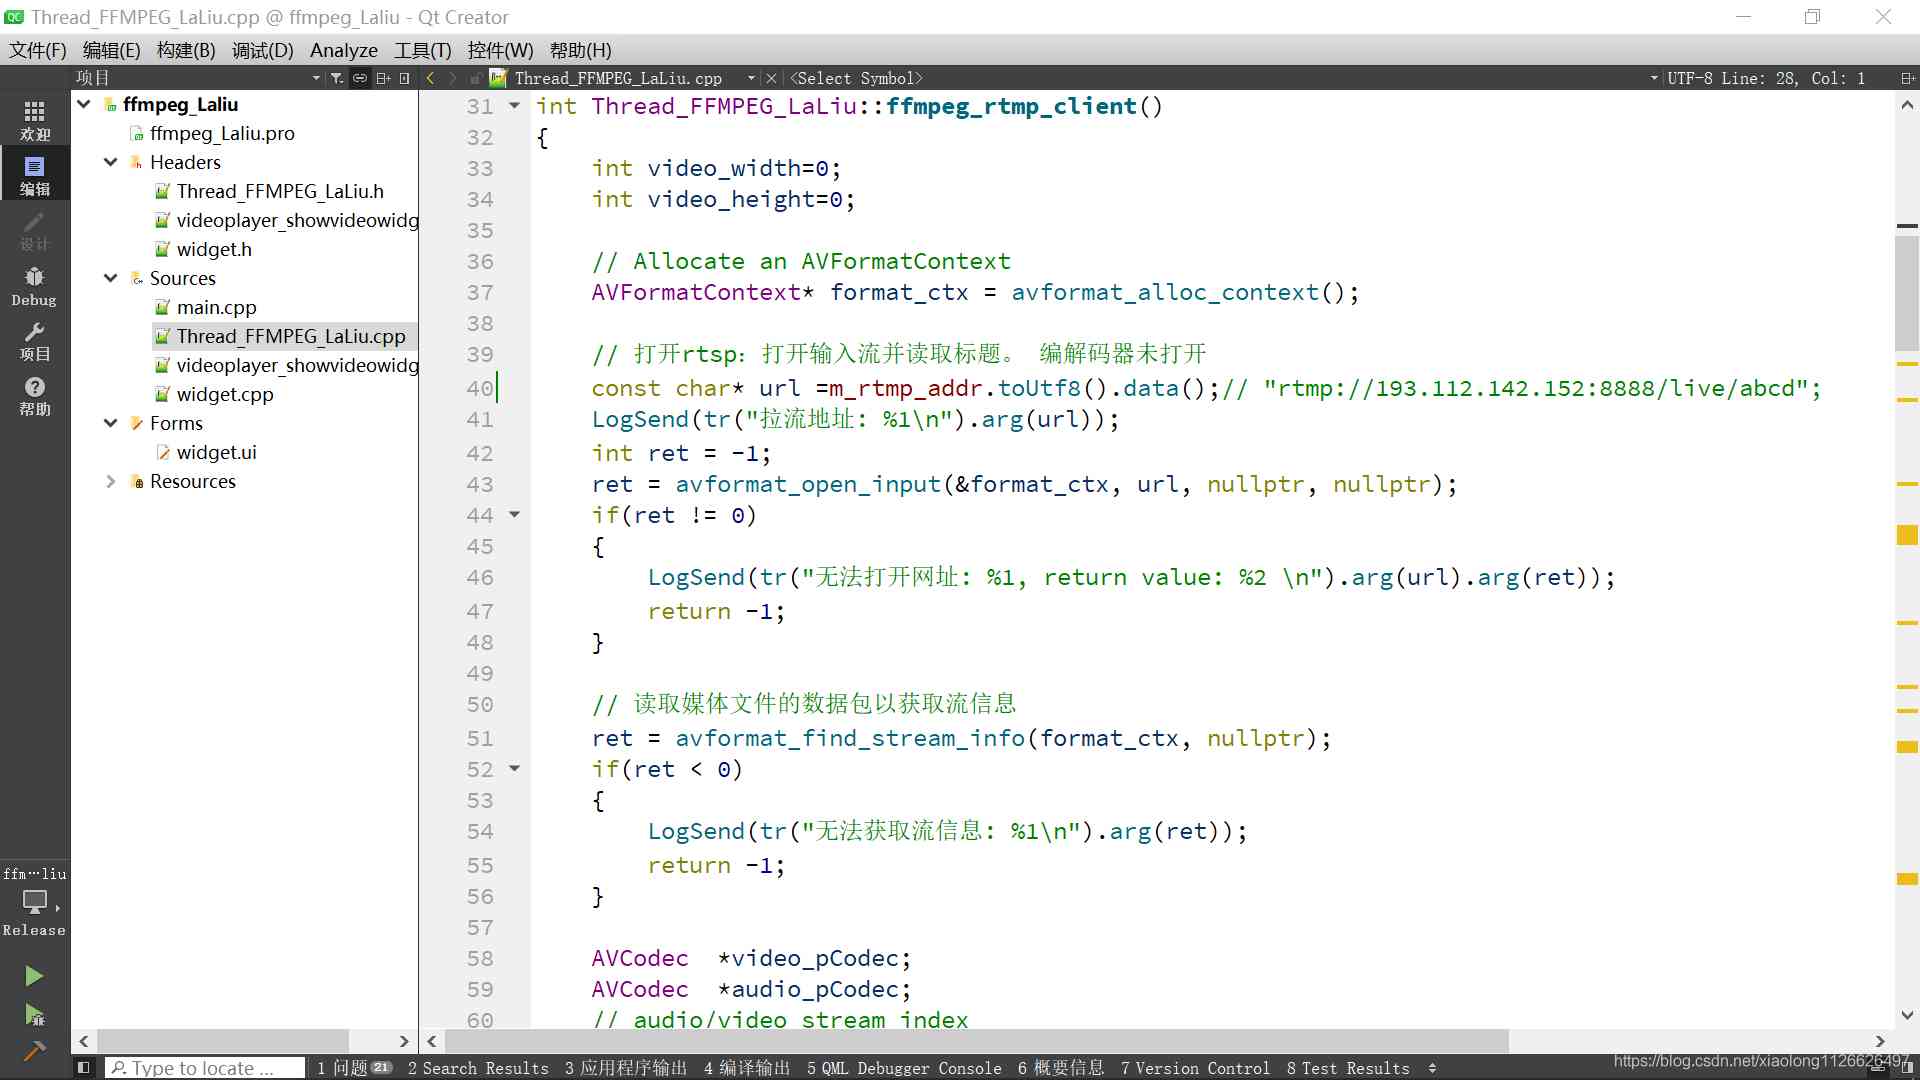 Thread_FFMPEG_LaLiu.cpp @ ffmpeg_Laliu - Qt Creator
文件(F) 编辑(E) 构建(B) 调试(D) Analyze 工具(T) 控件(W) 帮助(H)
项目
Thread_FFMPEG_LaLiu.cpp
<Select Symbol>
UTF-8 Line: 28, Col: 1
欢迎
编辑
设计
Debug
项目
帮助
ffm…liu
Release
ffmpeg_Laliu
ffmpeg_Laliu.pro
Headers
Thread_FFMPEG_LaLiu.h
videoplayer_showvideowidg
widget.h
Sources
main.cpp
Thread_FFMPEG_LaLiu.cpp
videoplayer_showvideowidg
widget.cpp
Forms
widget.ui
Resources
31 int Thread_FFMPEG_LaLiu::ffmpeg_rtmp_client()
32 {
33     int video_width=0;
34     int video_height=0;
35
36     // Allocate an AVFormatContext
37     AVFormatContext* format_ctx = avformat_alloc_context();
38
39     // 打开rtsp：打开输入流并读取标题。 编解码器未打开
40     const char* url =m_rtmp_addr.toUtf8().data();// "rtmp://193.112.142.152:8888/live/abcd";
41     LogSend(tr("拉流地址: %1\n").arg(url));
42     int ret = -1;
43     ret = avformat_open_input(&format_ctx, url, nullptr, nullptr);
44     if(ret != 0)
45     {
46         LogSend(tr("无法打开网址: %1, return value: %2 \n").arg(url).arg(ret));
47         return -1;
48     }
49
50     // 读取媒体文件的数据包以获取流信息
51     ret = avformat_find_stream_info(format_ctx, nullptr);
52     if(ret < 0)
53     {
54         LogSend(tr("无法获取流信息: %1\n").arg(ret));
55         return -1;
56     }
57
58     AVCodec  *video_pCodec;
59     AVCodec  *audio_pCodec;
60     // audio/video stream index
Type to locate ...
1 问题 21 2 Search Results 3 应用程序输出 4 编译输出 5 QML Debugger Console 6 概要信息 7 Version Control 8 Test Results
https://blog.csdn.net/xiaolong1126626497